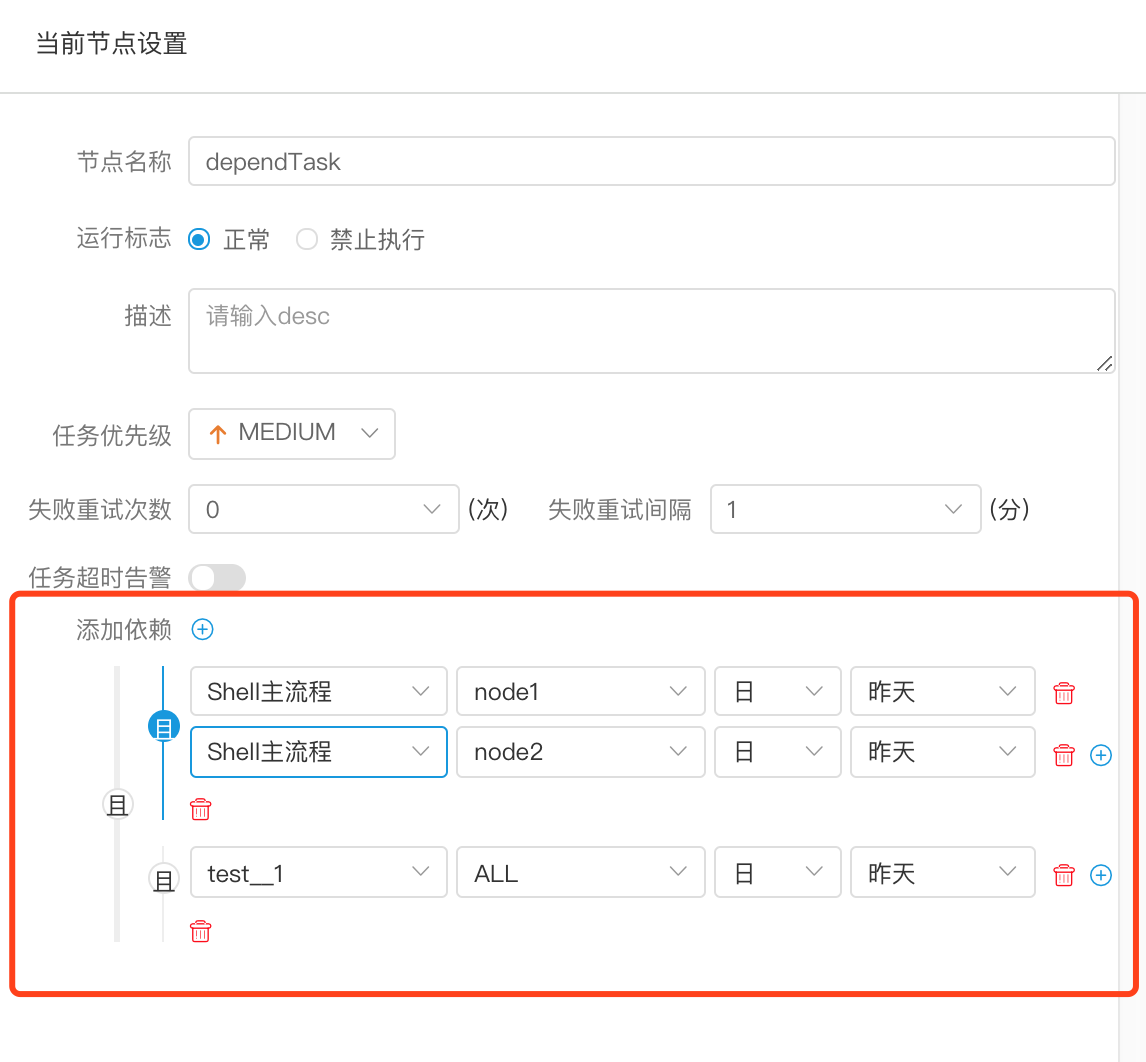 当前节点设置
节点名称 dependTask
运行标志 正常 禁止执行
描述 请输入desc
任务优先级 MEDIUM
失败重试次数 0 (次) 失败重试间隔 1 (分)
任务超时告警
添加依赖
Shell主流程 node1 日 昨天
且
Shell主流程 node2 日 昨天
且
且 test__1 ALL 日 昨天